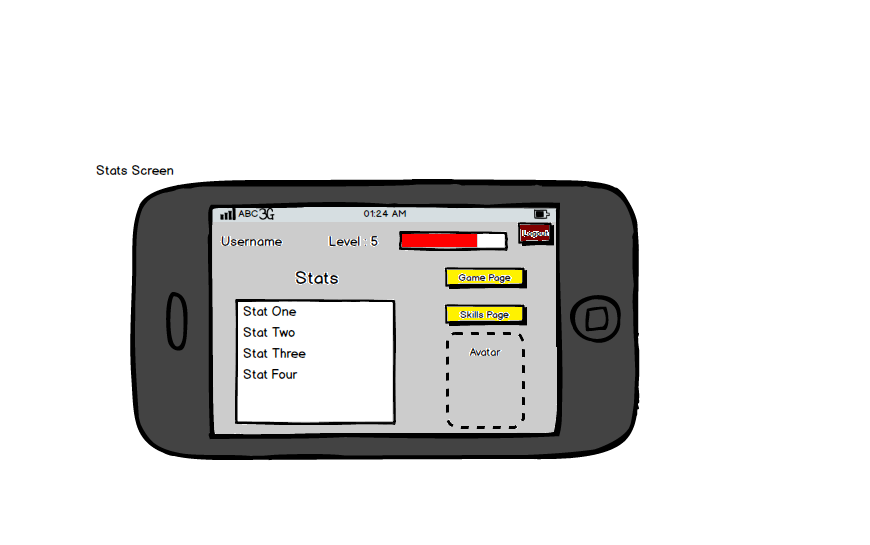 Stats Screen
ABC 3G 01:24 AM
Username Level : 5
Logout
Stats
Game Page
Stat One
Skills Page
Stat Two
Stat Three
Avatar
Stat Four